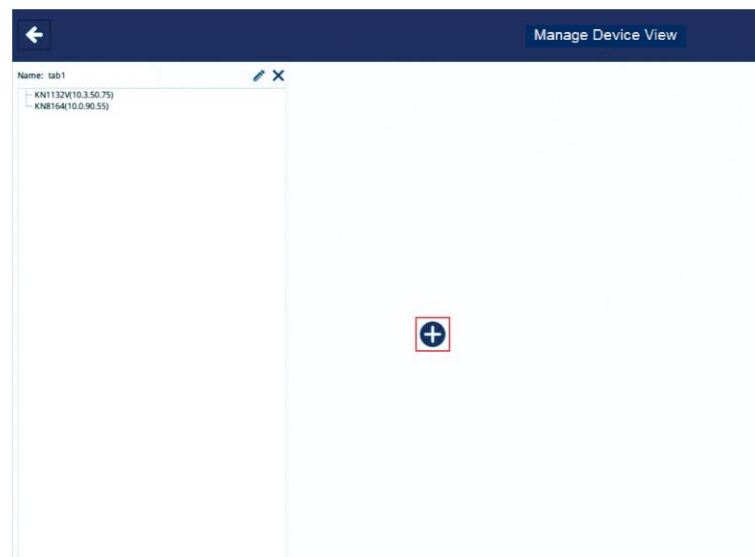 Manage Device View
Name: tab1
KN1132V(10.3.50.75)
KN8164(10.0.90.55)